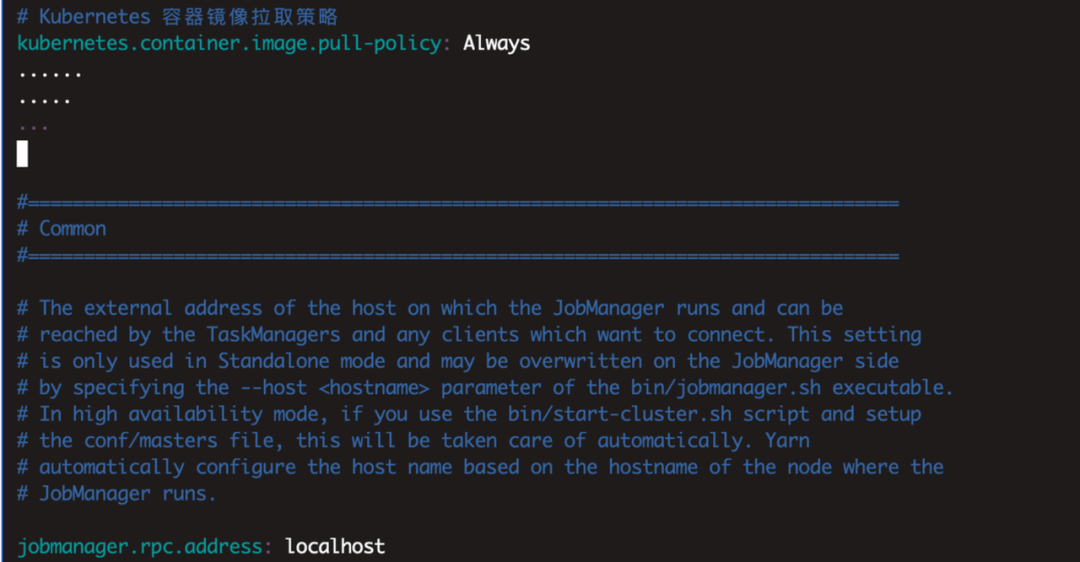 # Kubernetes 容器镜像拉取策略
kubernetes.container.image.pull-policy: Always
......
.....
...
#==============================================================================
# Common
#==============================================================================
# The external address of the host on which the JobManager runs and can be
# reached by the TaskManagers and any clients which want to connect. This setting
# is only used in Standalone mode and may be overwritten on the JobManager side
# by specifying the --host <hostname> parameter of the bin/jobmanager.sh executable.
# In high availability mode, if you use the bin/start-cluster.sh script and setup
# the conf/masters file, this will be taken care of automatically. Yarn
# automatically configure the host name based on the hostname of the node where the
# JobManager runs.
jobmanager.rpc.address: localhost